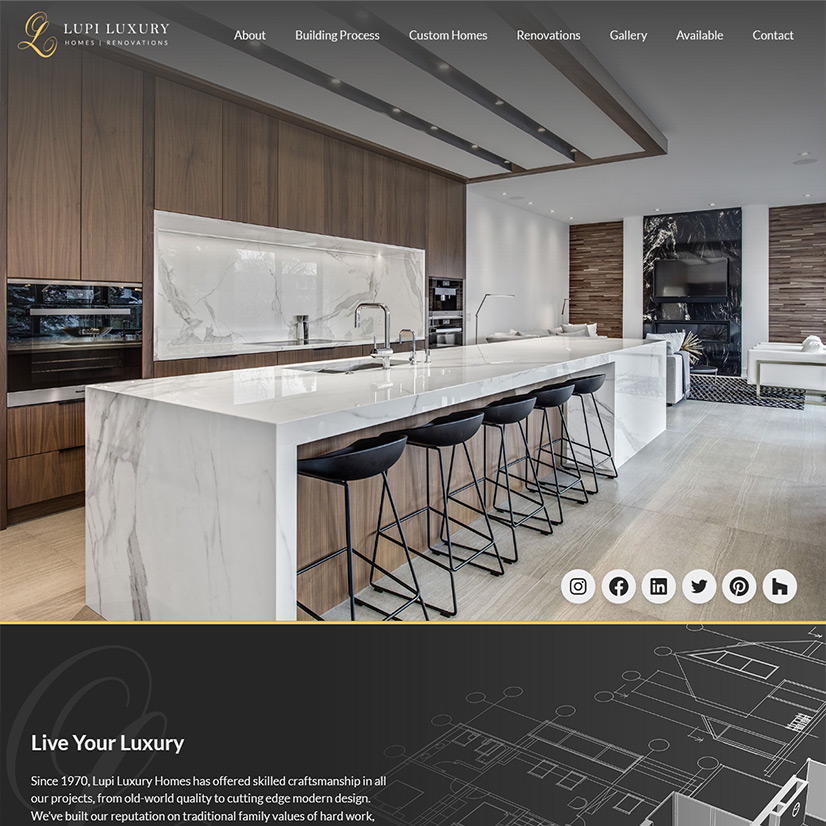 LUPI LUXURY
HOMES | RENOVATIONS
About Building Process Custom Homes Renovations Gallery Available Contact
Live Your Luxury
Since 1970, Lupi Luxury Homes has offered skilled craftsmanship in all
our projects, from old-world quality to cutting edge modern design.
We've built our reputation on traditional family values of hard work,